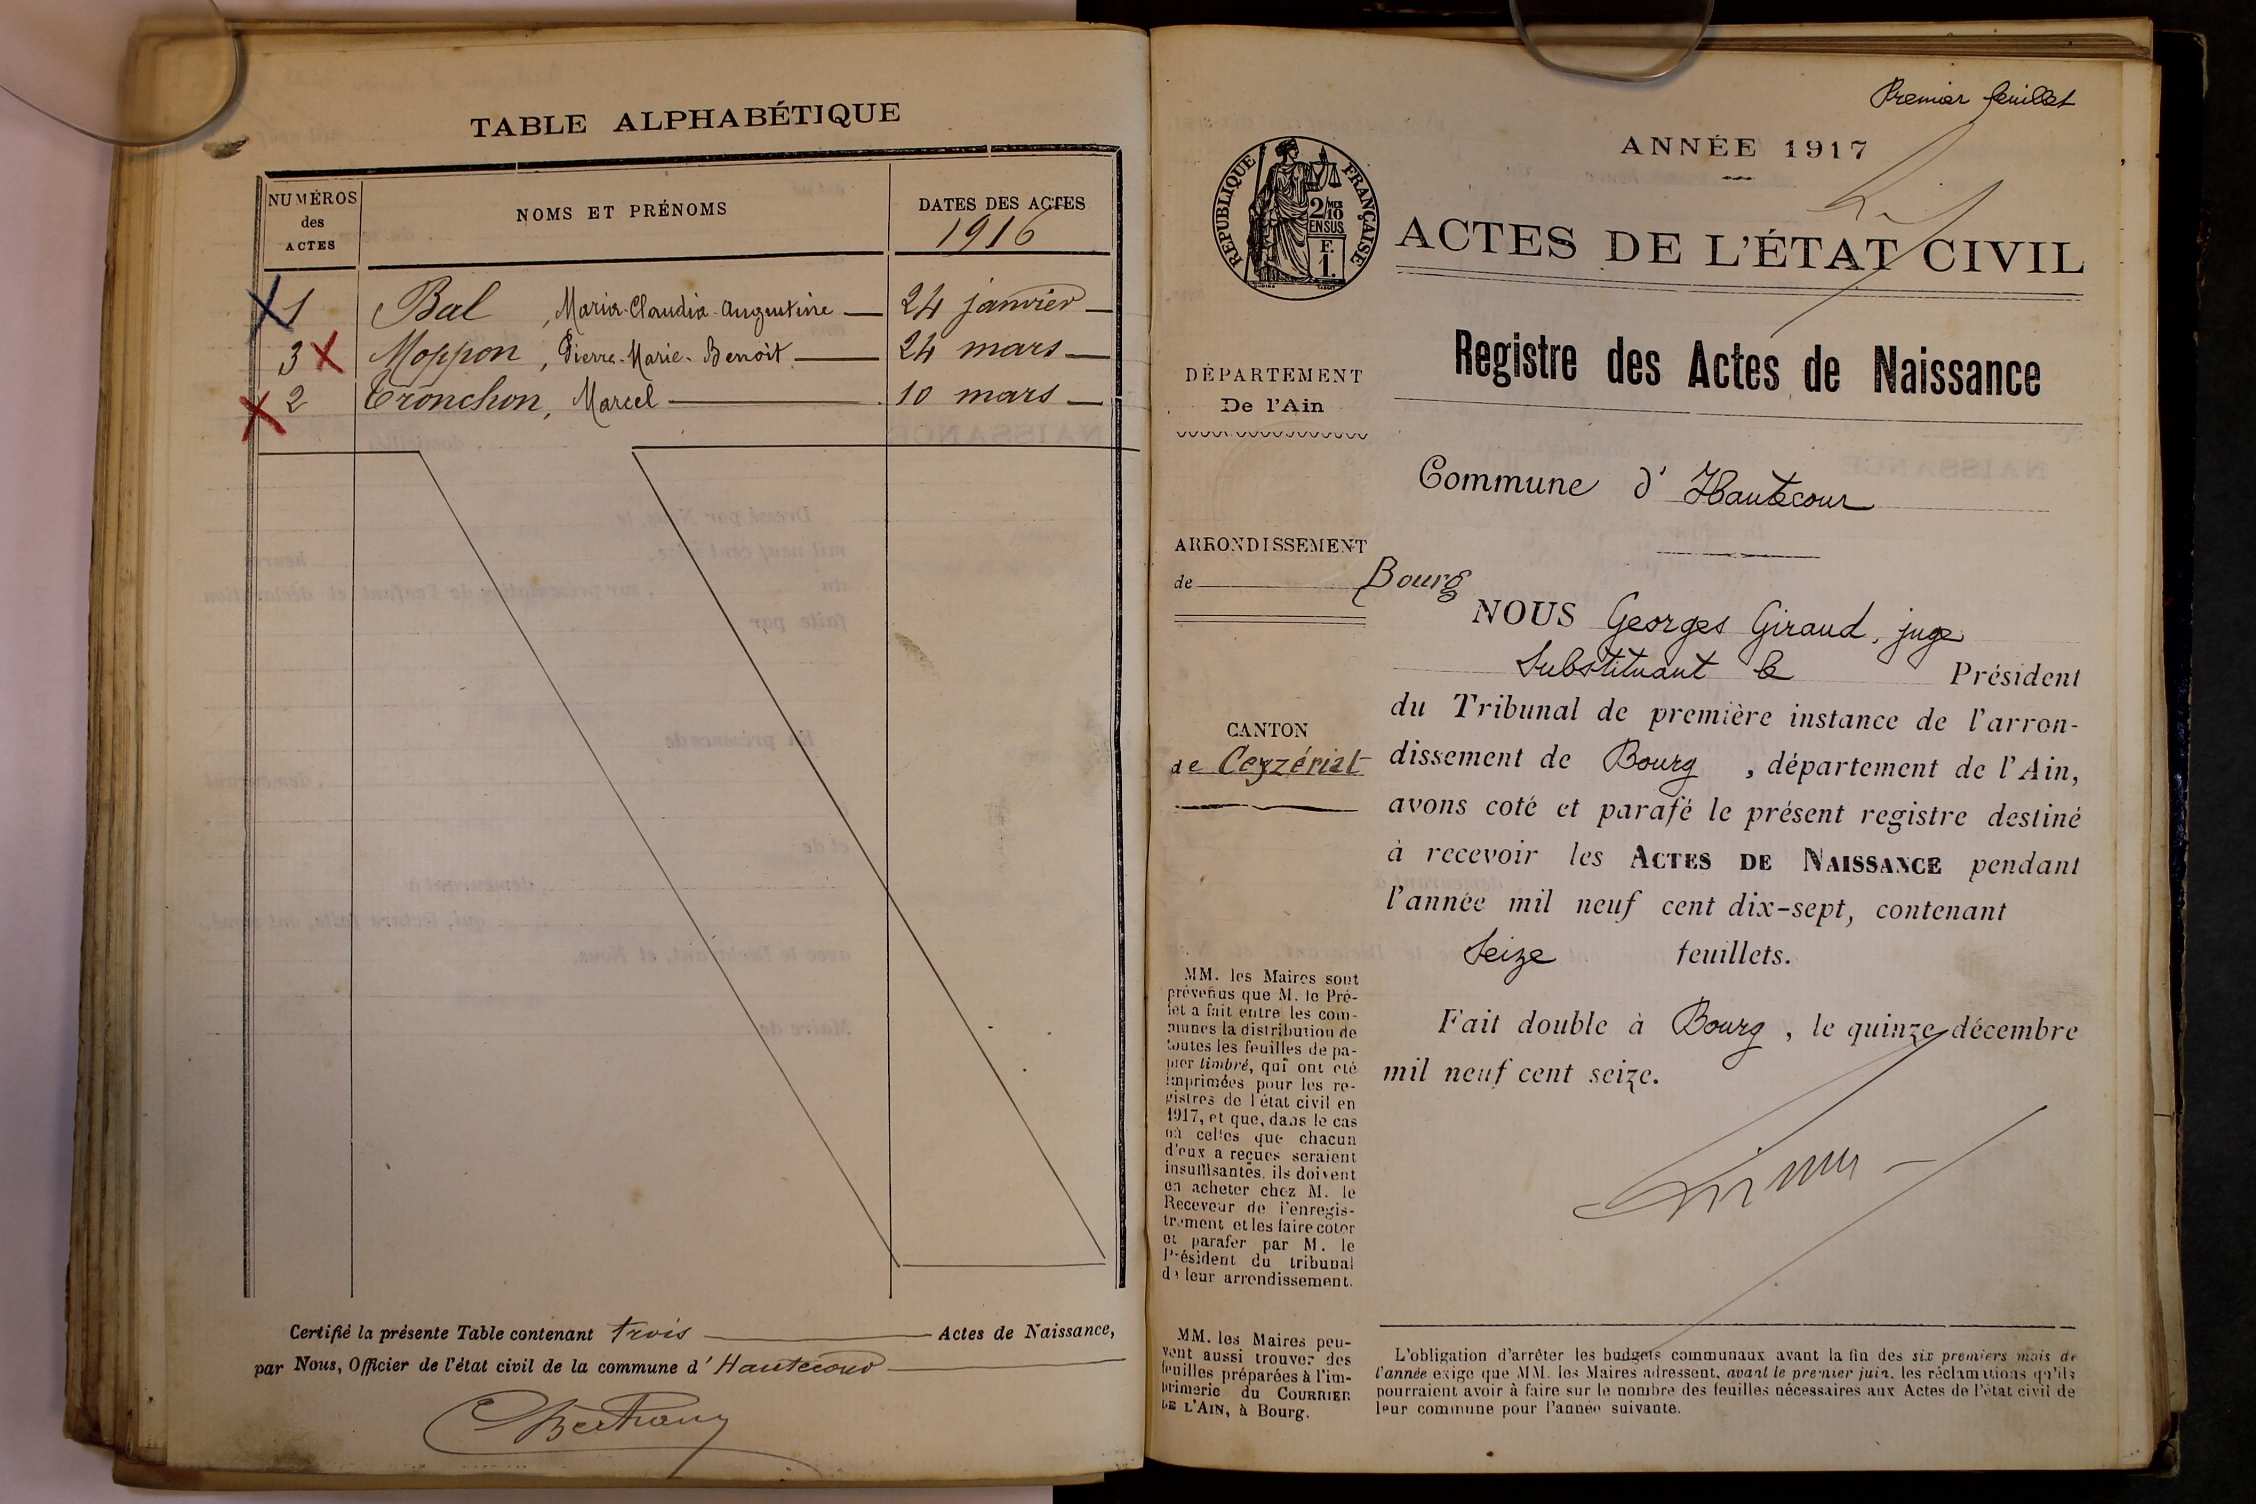 TABLE ALPHABÉTIQUE
NUMÉROS des ACTES
NOMS ET PRÉNOMS
DATES DES ACTES
1916
1 Bal, Maria-Claudia-Augustine 24 janvier
3 Moppon, Pierre-Marie-Benoit 24 mars
2 Tronchon, Marcel 10 mars
Certifié la présente Table contenant trois Actes de Naissance,
par Nous, Officier de l'état civil de la commune d'Hautecour
Premier feuillet
ANNÉE 1917
RÉPUBLIQUE FRANÇAISE
2/10 MES
EN SUS
F.
1.
ACTES DE L'ÉTAT CIVIL
Registre des Actes de Naissance
DÉPARTEMENT
De l'Ain
Commune d'Hautecour
ARRONDISSEMENT
de Bourg
CANTON
de Ceyzériat
NOUS Georges Giraud, juge
Substituant le Président
du Tribunal de première instance de l'arron-
dissement de Bourg, département de l'Ain,
avons coté et parafé le présent registre destiné
à recevoir les ACTES DE NAISSANCE pendant
l'année mil neuf cent dix-sept, contenant
Seize feuillets.
Fait double à Bourg, le quinze décembre
mil neuf cent seize.
MM. les Maires sont
prévenus que M. le Pré-
fet a fait entre les com-
munes la distribution de
toutes les feuilles de pa-
pier timbré, qui ont été
imprimées pour les re-
gistres de l'état civil en
1917, et que, dans le cas
où celles que chacun
d'eux a reçues seraient
insuffisantes, ils doivent
en acheter chez M. le
Receveur de l'enregis-
trement et les faire coter
et parafer par M. le
Président du tribunal
de leur arrondissement.
MM. les Maires peu-
vent aussi trouver des
feuilles préparées à l'im-
primerie du COURRIER
DE L'AIN, à Bourg.
L'obligation d'arrêter les budgets communaux avant la fin des six premiers mois de
l'année exige que MM. les Maires adressent, avant le premier juin, les réclamations qu'ils
pourraient avoir à faire sur le nombre des feuilles nécessaires aux Actes de l'état civil de
leur commune pour l'année suivante.